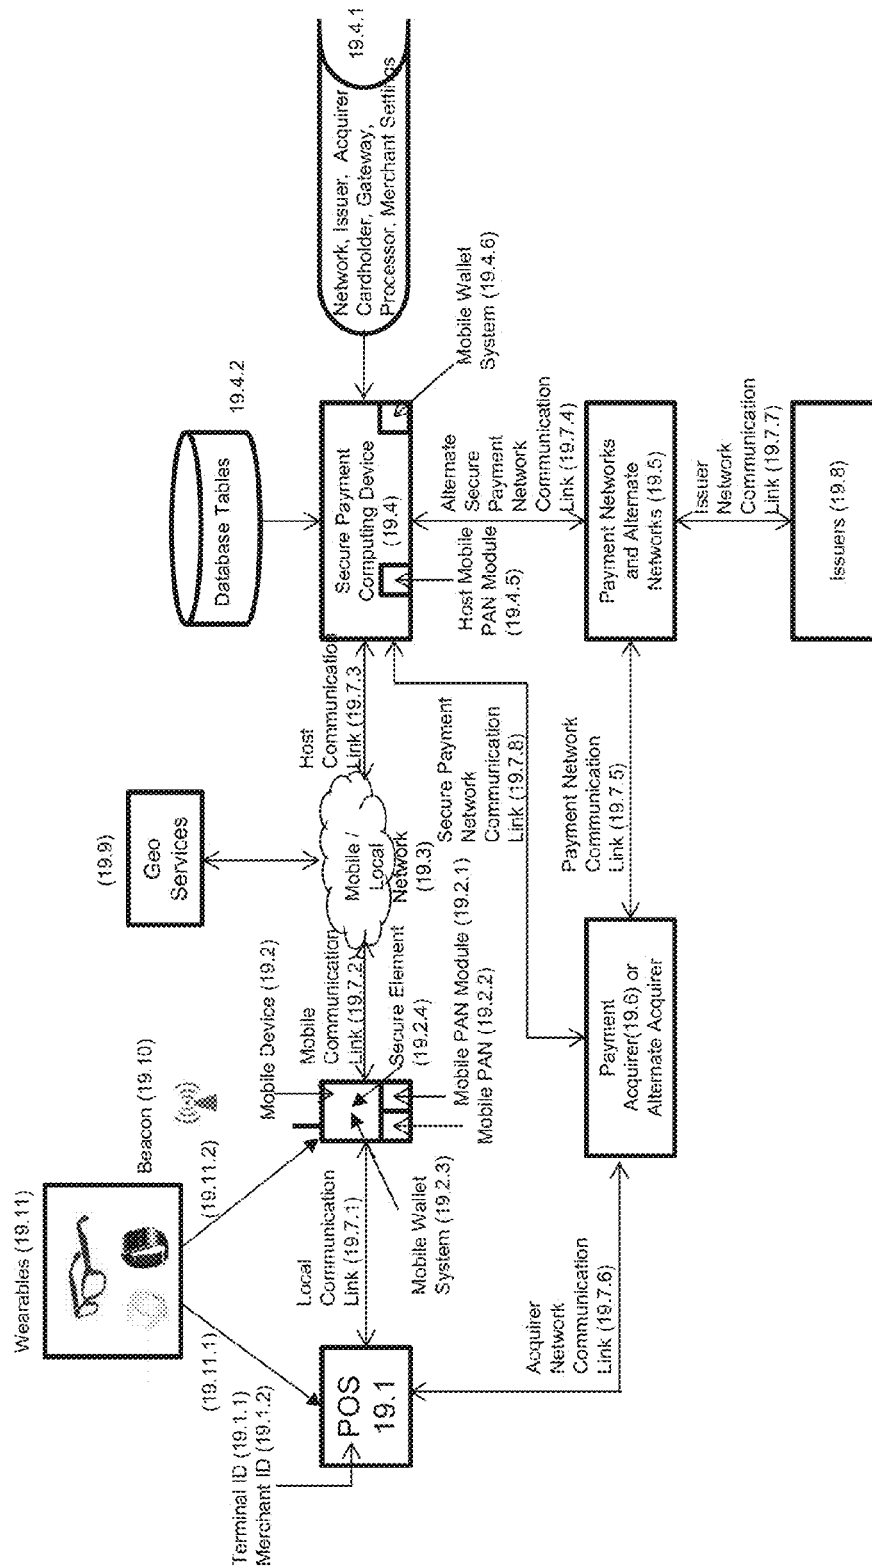 Wearables (19.11)
Beacon (19.10)
(19.11.1)
(19.11.2)
Terminal ID (19.1.1)
Merchant ID (19.1.2)
POS
19.1
Local
Communication
Link (19.7.1)
Mobile Device (19.2)
Mobile
Communication
Link (19.7.2)
Secure Element
(19.2.4)
Mobile PAN Module (19.2.1)
Mobile PAN (19.2.2)
Mobile Wallet
System (19.2.3)
(19.9)
Geo
Services
Mobile /
Local
Network
(19.3)
Host
Communication
Link (19.7.3
Database Tables
19.4.2
Secure Payment
Computing Device
(19.4)
Network, Issuer, Acquirer
Cardholder, Gateway,
Processor, Merchant Settings
19.4.1
Mobile Wallet
System (19.4.6)
Host Mobile
PAN Module
(19.4.5)
Alternate
Secure
Payment
Network
Communication
Link (19.7.4)
Secure Payment
Network
Communication
Link (19.7.8)
Acquirer
Network
Communication
Link (19.7.6)
Payment
Acquirer(19.6) or
Alternate Acquirer
Payment Network
Communication
Link (19.7.5)
Payment Networks
and Alternate
Networks (19.5)
Issuer
Network
Communication
Link (19.7.7)
Issuers (19.8)